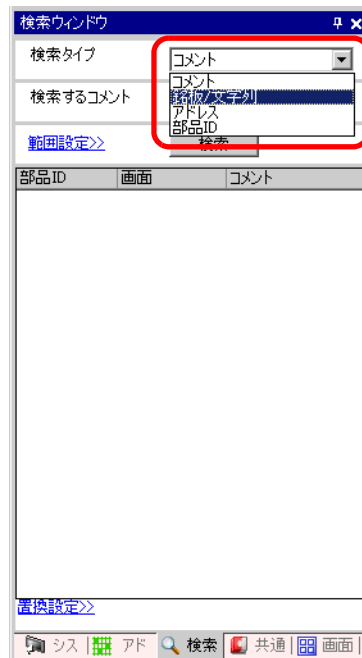 検索ウィンドウ
検索タイプ
コメント
コメント
銘板/文字列
アドレス
部品ID
検索するコメント
範囲設定>>
検索
部品ID 画面 コメント
置換設定>>
シス アド 検索 共通 画面